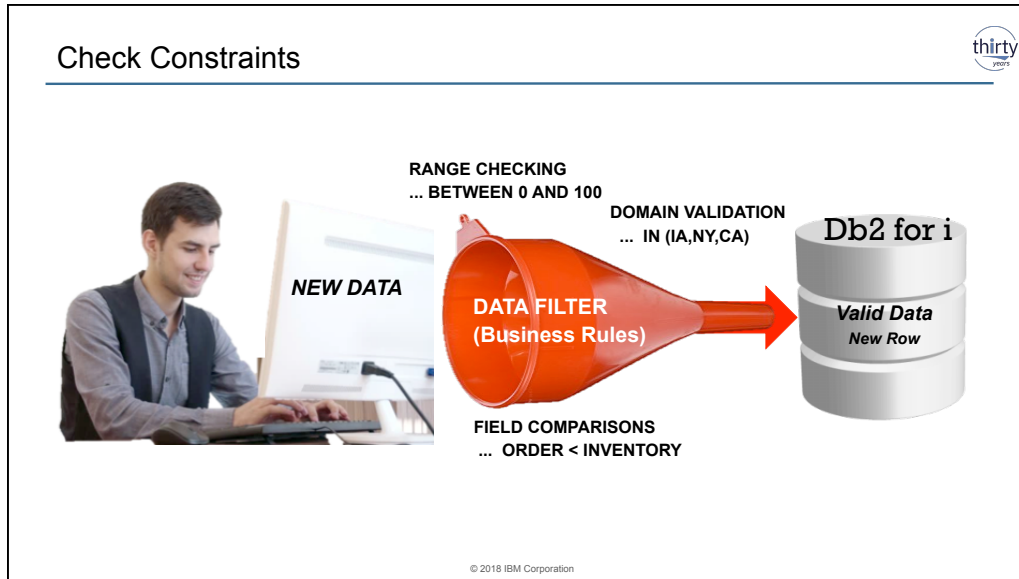 Check Constraints
thirty
years
RANGE CHECKING
... BETWEEN 0 AND 100
DOMAIN VALIDATION
... IN (IA,NY,CA)
Db2 for i
NEW DATA
DATA FILTER
(Business Rules)
Valid Data
New Row
FIELD COMPARISONS
... ORDER < INVENTORY
© 2018 IBM Corporation